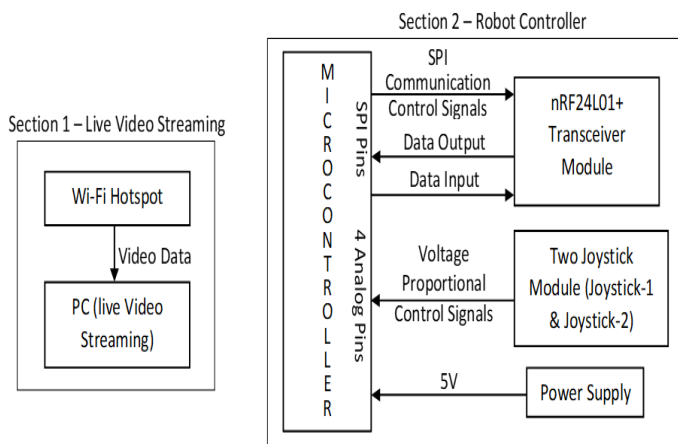 Section 1 – Live Video Streaming
Wi-Fi Hotspot
Video Data
PC (live Video
Streaming)
Section 2 – Robot Controller
MICROCONTROLLER
SPI Pins
4 Analog Pins
SPI
Communication
Control Signals
Data Output
Data Input
nRF24L01+
Transceiver
Module
Voltage
Proportional
Control Signals
Two Joystick
Module (Joystick-1
& Joystick-2)
5V
Power Supply